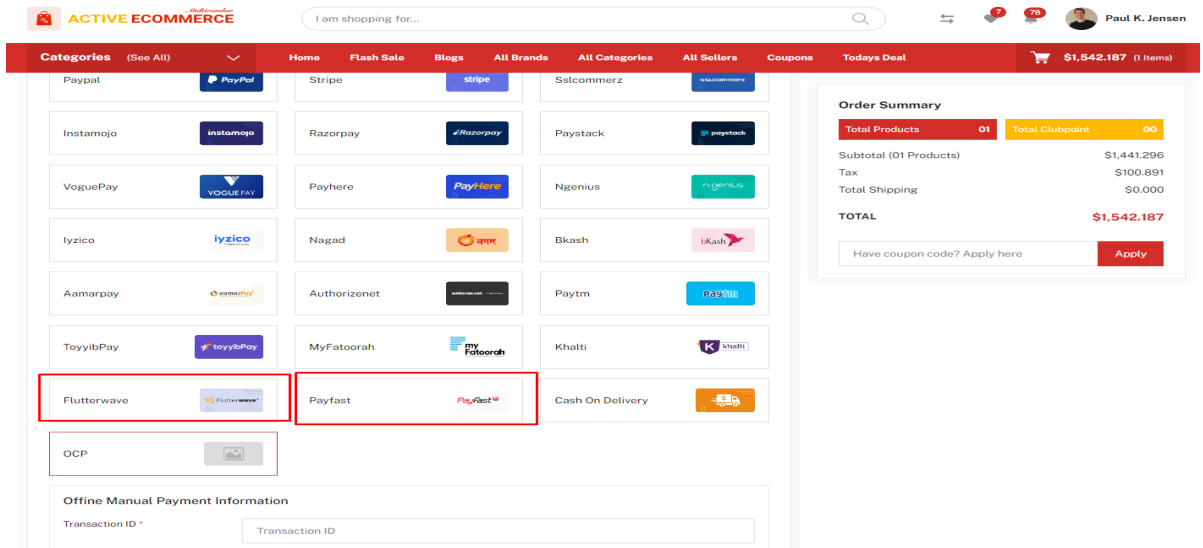 Multivendor
ACTIVE ECOMMERCE
I am shopping for...
7
78
Paul K. Jensen
Categories (See All)
Home Flash Sale Blogs All Brands All Categories All Sellers Coupons Todays Deal
$1,542.187 (1 Items)
Paypal PayPal
Stripe stripe
Sslcommerz sslcommerz
Instamojo instamojo
Razorpay Razorpay
Paystack paystack
VoguePay VOGUEPAY
Payhere PayHere
Ngenius n·genius
Iyzico iyzico
Nagad নগদ
Bkash bKash
Aamarpay aamarPay
Authorizenet
Paytm paytm
ToyyibPay toyyibPay
MyFatoorah my Fatoorah
Khalti khalti
Flutterwave Flutterwave
Payfast PayFast
Cash On Delivery
OCP
Offine Manual Payment Information
Transaction ID *
Transaction ID
Order Summary
Total Products 01
Total Clubpoint 00
Subtotal (01 Products) $1,441.296
Tax $100.891
Total Shipping $0.000
TOTAL $1,542.187
Have coupon code? Apply here
Apply